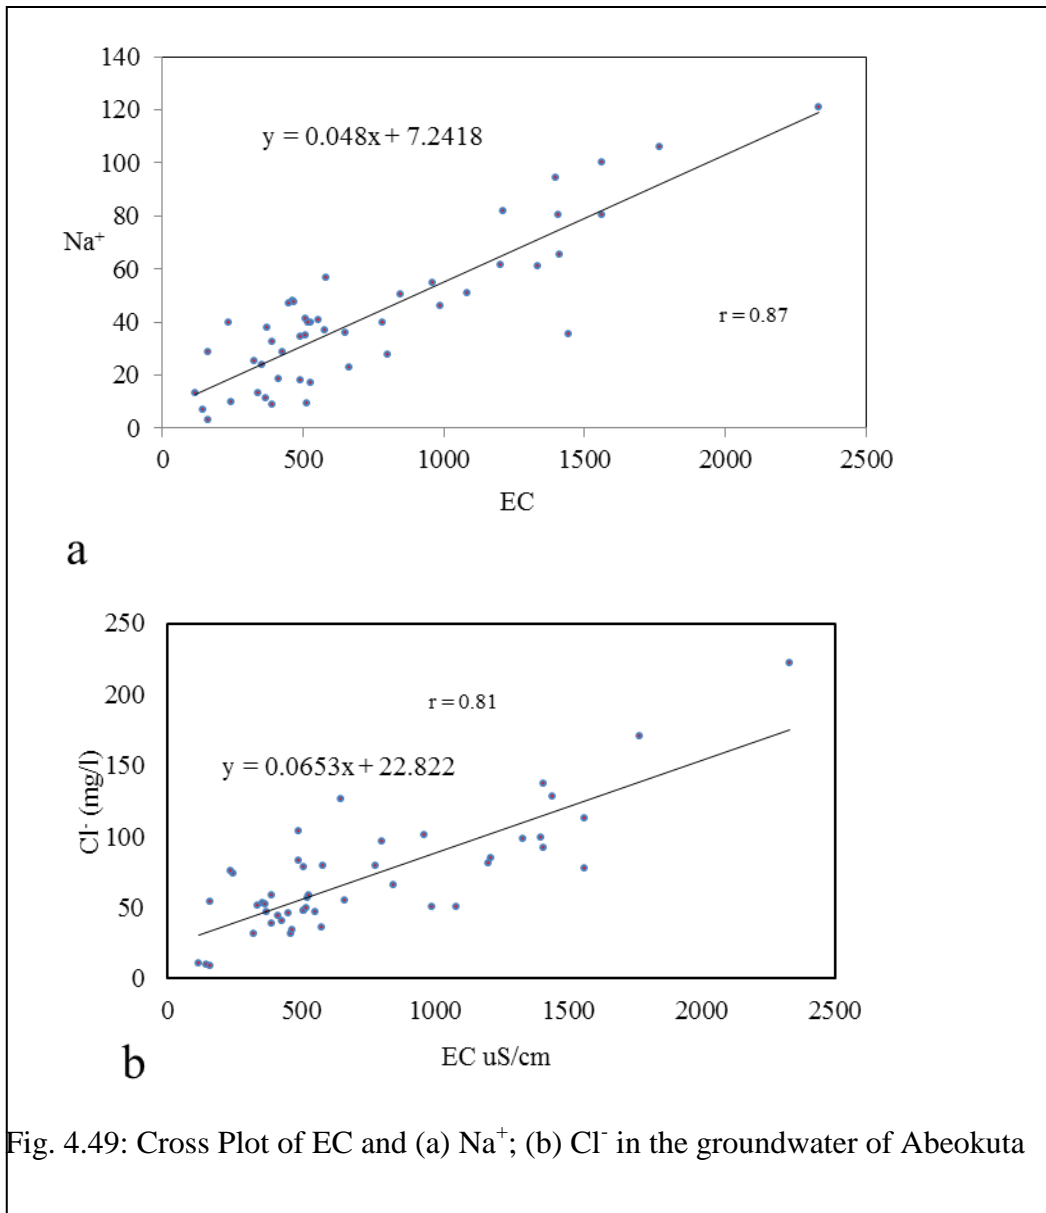 140
120
y = 0.048x + 7.2418
100
80
Na⁺
60
40
r = 0.87
20
0
0 500 1000 1500 2000 2500
EC
a
250
200
r = 0.81
y = 0.0653x + 22.822
150
Cl⁻ (mg/l)
100
50
0
0 500 1000 1500 2000 2500
EC uS/cm
b
Fig. 4.49: Cross Plot of EC and (a) Na⁺; (b) Cl⁻ in the groundwater of Abeokuta